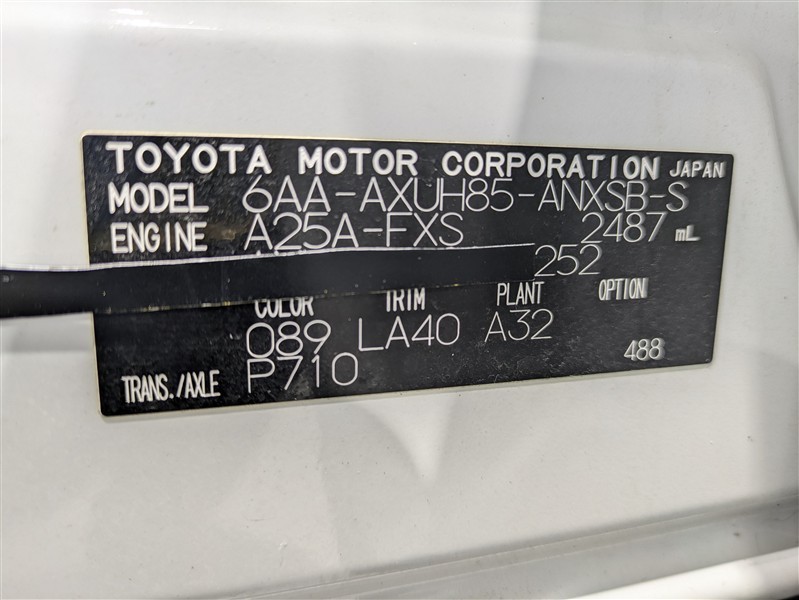 TOYOTA MOTOR CORPORATION JAPAN
MODEL 6AA-AXUH85-ANXSB-S
ENGINE A25A-FXS 2487 mL
252
COLOR TRIM PLANT OPTION
089 LA40 A32
488
TRANS./AXLE P710